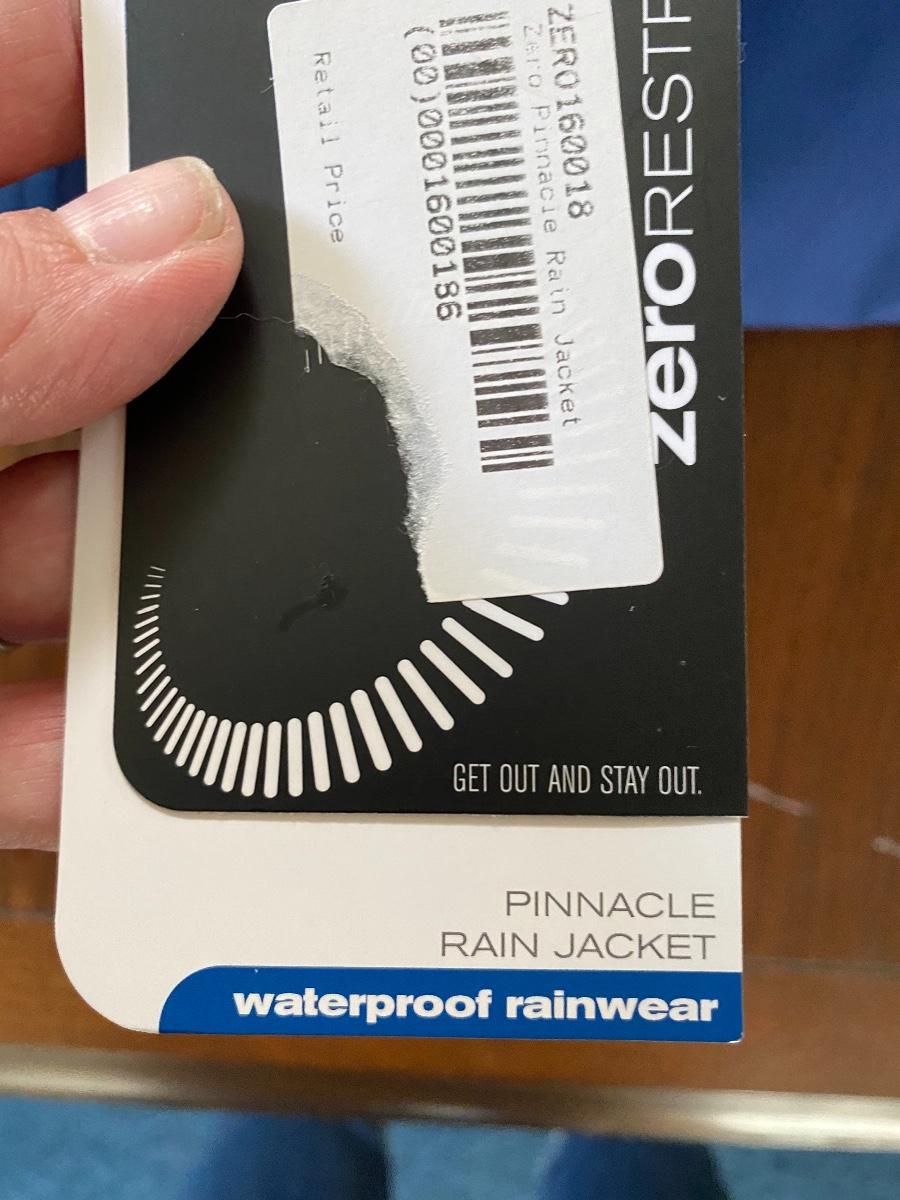 ZERO160018
Zero Pinnacle Rain Jacket
(00)0001600186
Retail Price
GET OUT AND STAY OUT.
PINNACLE
RAIN JACKET
waterproof rainwear